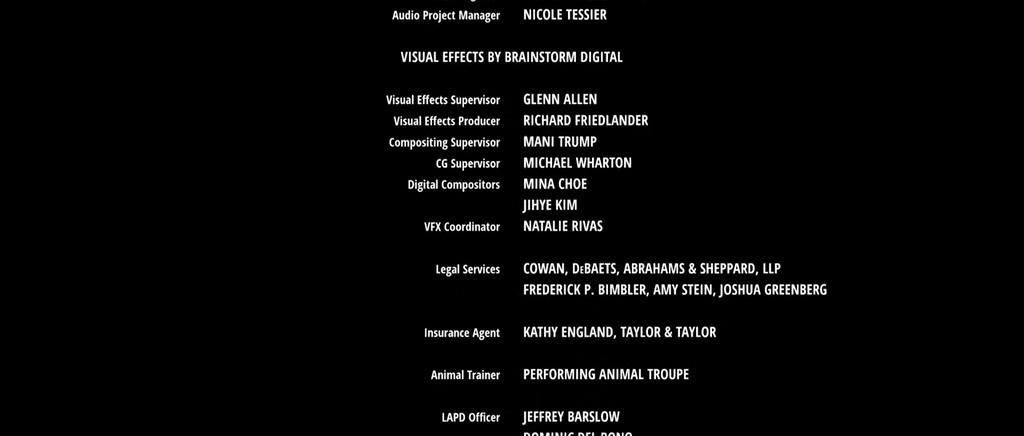 Audio Project Manager NICOLE TESSIER
VISUAL EFFECTS BY BRAINSTORM DIGITAL
Visual Effects Supervisor GLENN ALLEN
Visual Effects Producer RICHARD FRIEDLANDER
Compositing Supervisor MANI TRUMP
CG Supervisor MICHAEL WHARTON
Digital Compositors MINA CHOE
JIHYE KIM
VFX Coordinator NATALIE RIVAS
Legal Services COWAN, DEBAETS, ABRAHAMS & SHEPPARD, LLP
FREDERICK P. BIMBLER, AMY STEIN, JOSHUA GREENBERG
Insurance Agent KATHY ENGLAND, TAYLOR & TAYLOR
Animal Trainer PERFORMING ANIMAL TROUPE
LAPD Officer JEFFREY BARSLOW
DOMINIC DEL BONO